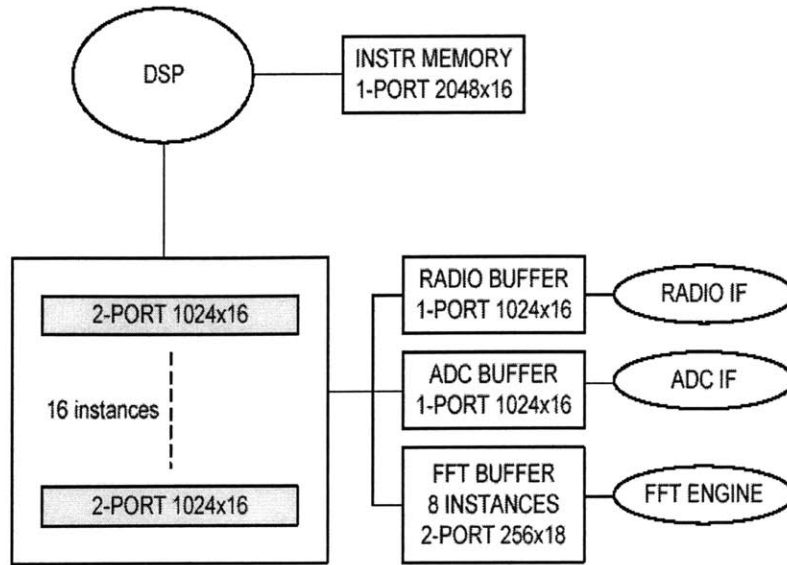 DSP
INSTR MEMORY
1-PORT 2048x16
2-PORT 1024x16
16 instances
2-PORT 1024x16
RADIO BUFFER
1-PORT 1024x16
RADIO IF
ADC BUFFER
1-PORT 1024x16
ADC IF
FFT BUFFER
8 INSTANCES
2-PORT 256x18
FFT ENGINE